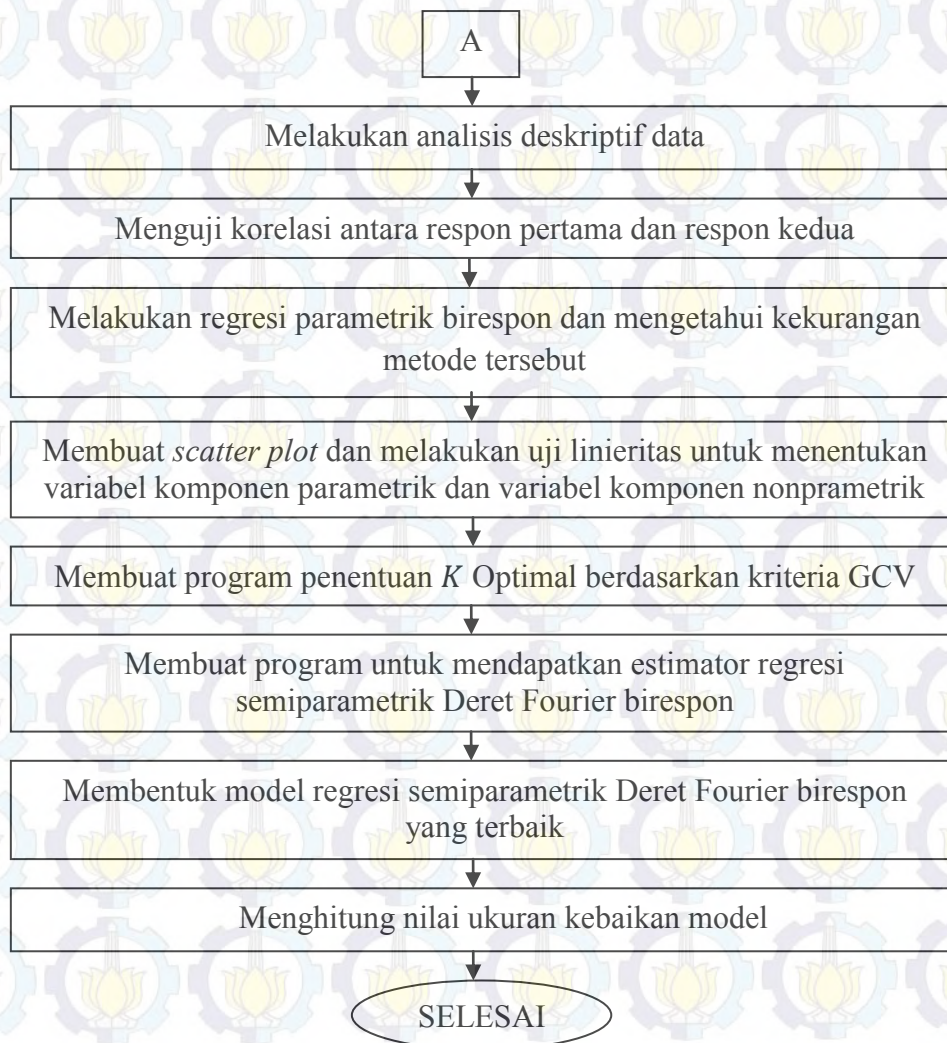 A
Melakukan analisis deskriptif data
Menguji korelasi antara respon pertama dan respon kedua
Melakukan regresi parametrik birespon dan mengetahui kekurangan
metode tersebut
Membuat scatter plot dan melakukan uji linieritas untuk menentukan
variabel komponen parametrik dan variabel komponen nonprametrik
Membuat program penentuan K Optimal berdasarkan kriteria GCV
Membuat program untuk mendapatkan estimator regresi
semiparametrik Deret Fourier birespon
Membentuk model regresi semiparametrik Deret Fourier birespon
yang terbaik
Menghitung nilai ukuran kebaikan model
SELESAI